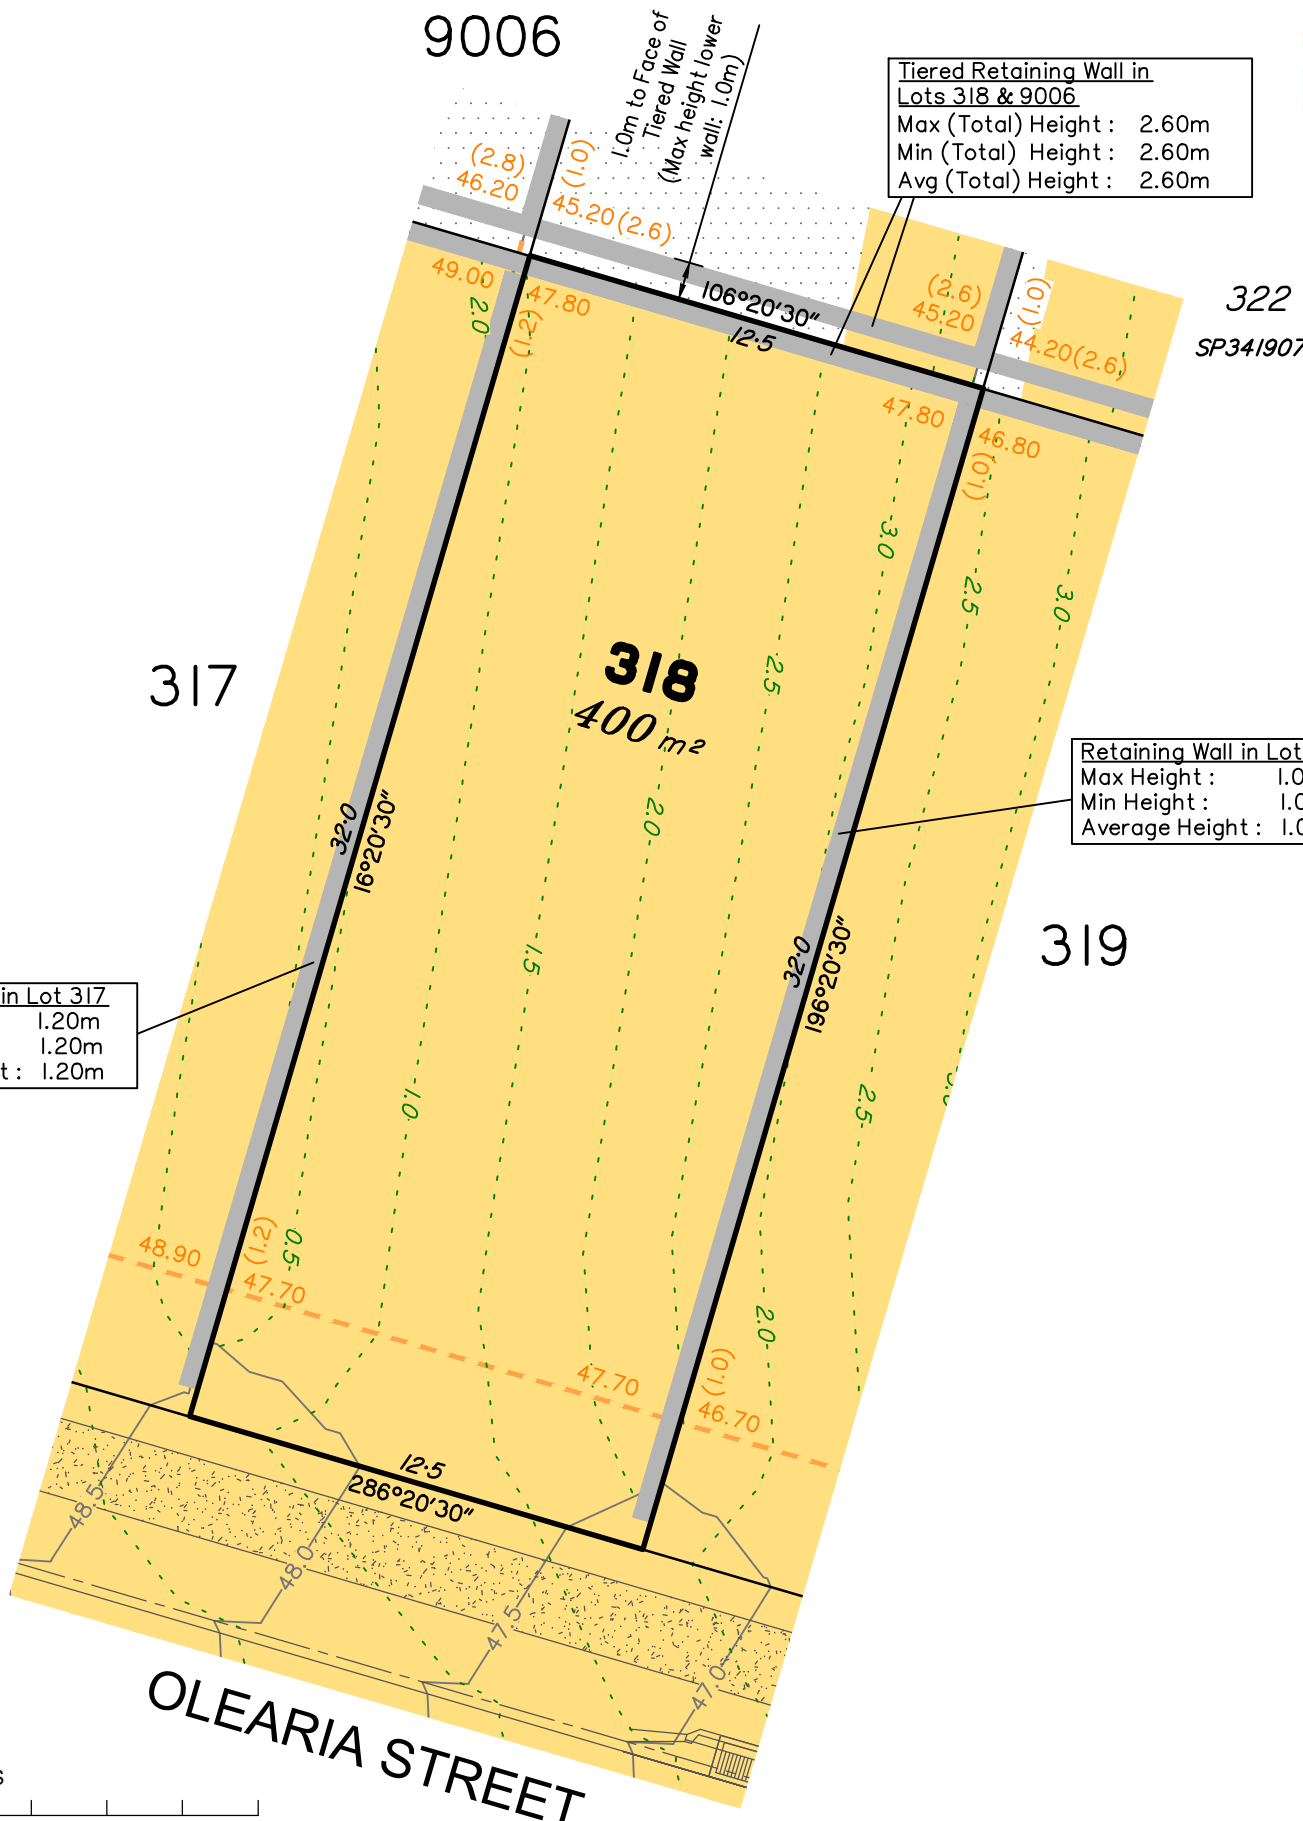 9006
1.0m to Face of
Tiered Wall
(Max height lower
wall: 1.0m)
Tiered Retaining Wall in
Lots 318 & 9006
Max (Total) Height : 2.60m
Min (Total) Height : 2.60m
Avg (Total) Height : 2.60m
(2.8)
46.20
(1.0)
45.20(2.6)
49.00
47.80
(1.2)
2.0
106°20'30"
12.5
(2.6)
45.20
(1.0)
44.20(2.6)
322
SP341907
47.80
46.80
(1.0)
3.0
2.5
3.0
317
318
400 m²
2.5
2.0
32.0
16°20'30"
Retaining Wall in Lot
Max Height : 1.0
Min Height : 1.0
Average Height : 1.0
319
32.0
196°20'30"
1.5
1.0
in Lot 317
1.20m
1.20m
t : 1.20m
2.5
48.90
(1.2)
47.70
0.5
2.0
47.70
(1.0)
46.70
12.5
286°20'30"
48.5
48.0
47.5
47.0
OLEARIA STREET
s